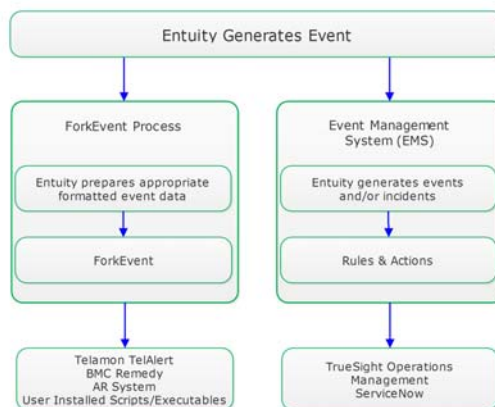 Entuity Generates Event
ForkEvent Process
Entuity prepares appropriate
formatted event data
ForkEvent
Telamon TelAlert
BMC Remedy
AR System
User Installed Scripts/Executables
Event Management
System (EMS)
Entuity generates events
and/or incidents
Rules & Actions
TrueSight Operations
Management
ServiceNow